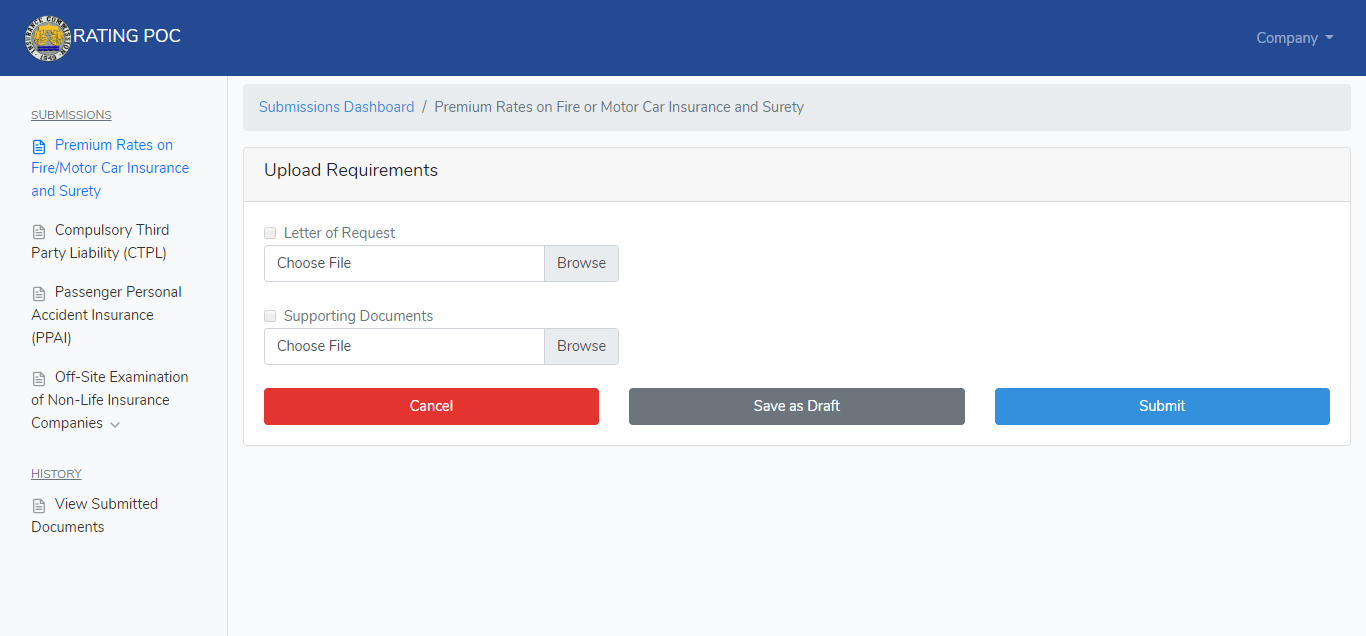 INSURANCE COMMISSION
1949
RATING POC
Company
SUBMISSIONS
Premium Rates on
Fire/Motor Car Insurance
and Surety
Compulsory Third
Party Liability (CTPL)
Passenger Personal
Accident Insurance
(PPAI)
Off-Site Examination
of Non-Life Insurance
Companies
HISTORY
View Submitted
Documents
Submissions Dashboard / Premium Rates on Fire or Motor Car Insurance and Surety
Upload Requirements
Letter of Request
Choose File Browse
Supporting Documents
Choose File Browse
Cancel Save as Draft Submit